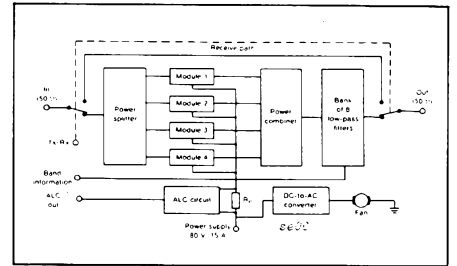 Receive path
In
(50 Ω)
Out
(50 Ω)
Power
splitter
Module 1
Module 2
Module 3
Module 4
Power
combiner
Bank
of 8
low-pass
filters
Tx-Rx
Band
information
ALC
out
ALC circuit
Rs
DC-to-AC
converter
Fan
Power supply
80 V 15 A